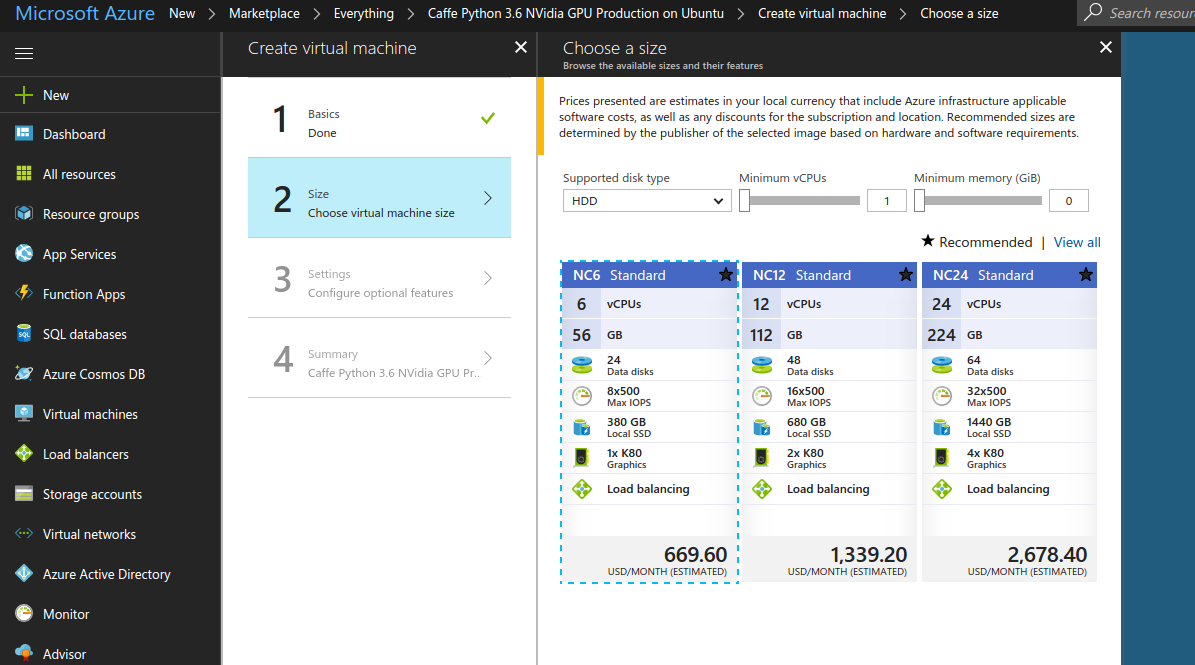 Microsoft Azure New > Marketplace > Everything > Caffe Python 3.6 NVidia GPU Production on Ubuntu > Create virtual machine > Choose a size
Search resour
New
Dashboard
All resources
Resource groups
App Services
Function Apps
SQL databases
Azure Cosmos DB
Virtual machines
Load balancers
Storage accounts
Virtual networks
Azure Active Directory
Monitor
Advisor
Create virtual machine
1
Basics
Done
2
Size
Choose virtual machine size
3
Settings
Configure optional features
4
Summary
Caffe Python 3.6 NVidia GPU Pr..
Choose a size
Browse the available sizes and their features
Prices presented are estimates in your local currency that include Azure infrastructure applicable
software costs, as well as any discounts for the subscription and location. Recommended sizes are
determined by the publisher of the selected image based on hardware and software requirements.
Supported disk type
HDD
Minimum vCPUs
1
Minimum memory (GiB)
0
★ Recommended | View all
NC6 Standard
6 vCPUs
56 GB
24
Data disks
8x500
Max IOPS
380 GB
Local SSD
1x K80
Graphics
Load balancing
669.60
USD/MONTH (ESTIMATED)
NC12 Standard
12 vCPUs
112 GB
48
Data disks
16x500
Max IOPS
680 GB
Local SSD
2x K80
Graphics
Load balancing
1,339.20
USD/MONTH (ESTIMATED)
NC24 Standard
24 vCPUs
224 GB
64
Data disks
32x500
Max IOPS
1440 GB
Local SSD
4x K80
Graphics
Load balancing
2,678.40
USD/MONTH (ESTIMATED)